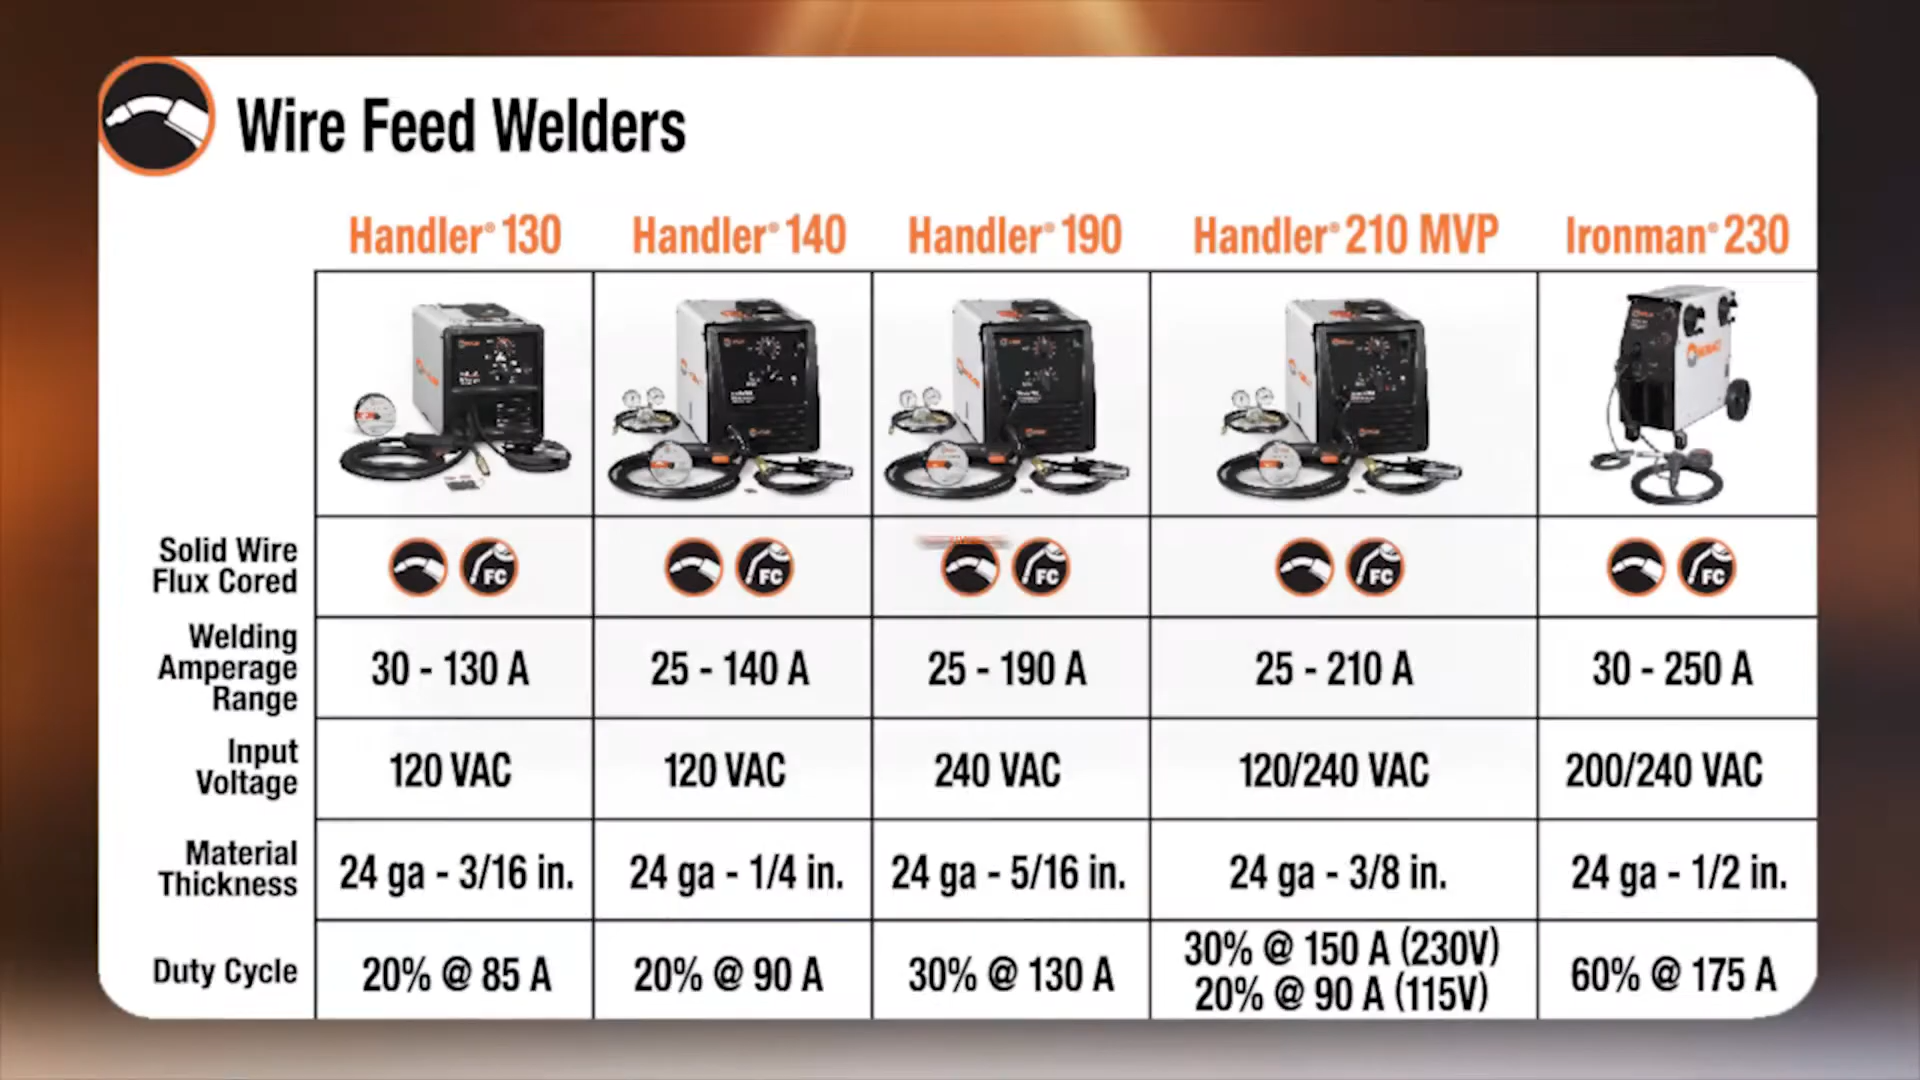 Wire Feed Welders
Handler® 130
Handler® 140
Handler® 190
Handler® 210 MVP
Ironman® 230
Solid Wire
Flux Cored
FC
FC
FC
FC
FC
Welding
Amperage
Range
30 - 130 A
25 - 140 A
25 - 190 A
25 - 210 A
30 - 250 A
Input
Voltage
120 VAC
120 VAC
240 VAC
120/240 VAC
200/240 VAC
Material
Thickness
24 ga - 3/16 in.
24 ga - 1/4 in.
24 ga - 5/16 in.
24 ga - 3/8 in.
24 ga - 1/2 in.
Duty Cycle
20% @ 85 A
20% @ 90 A
30% @ 130 A
30% @ 150 A (230V)
20% @ 90 A (115V)
60% @ 175 A